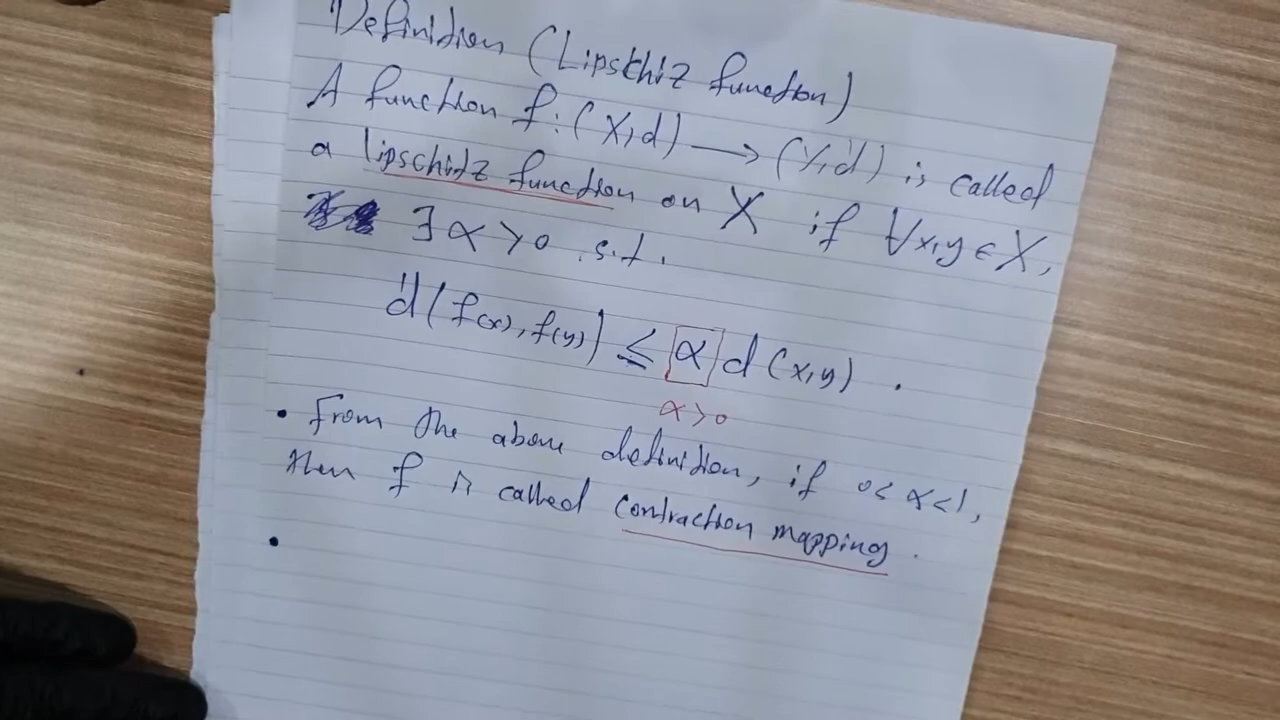 Definition (Lipschiz function)
A function f:(X,d) → (Y,d') is called
a lipschitz function on X if ∀x,y ∈ X,
∃ α > 0 s.t.
d'(f(x), f(y)) ≤ α d(x,y) .
α > 0
• From the above definition, if 0 < α < 1,
then f is called contraction mapping .
•